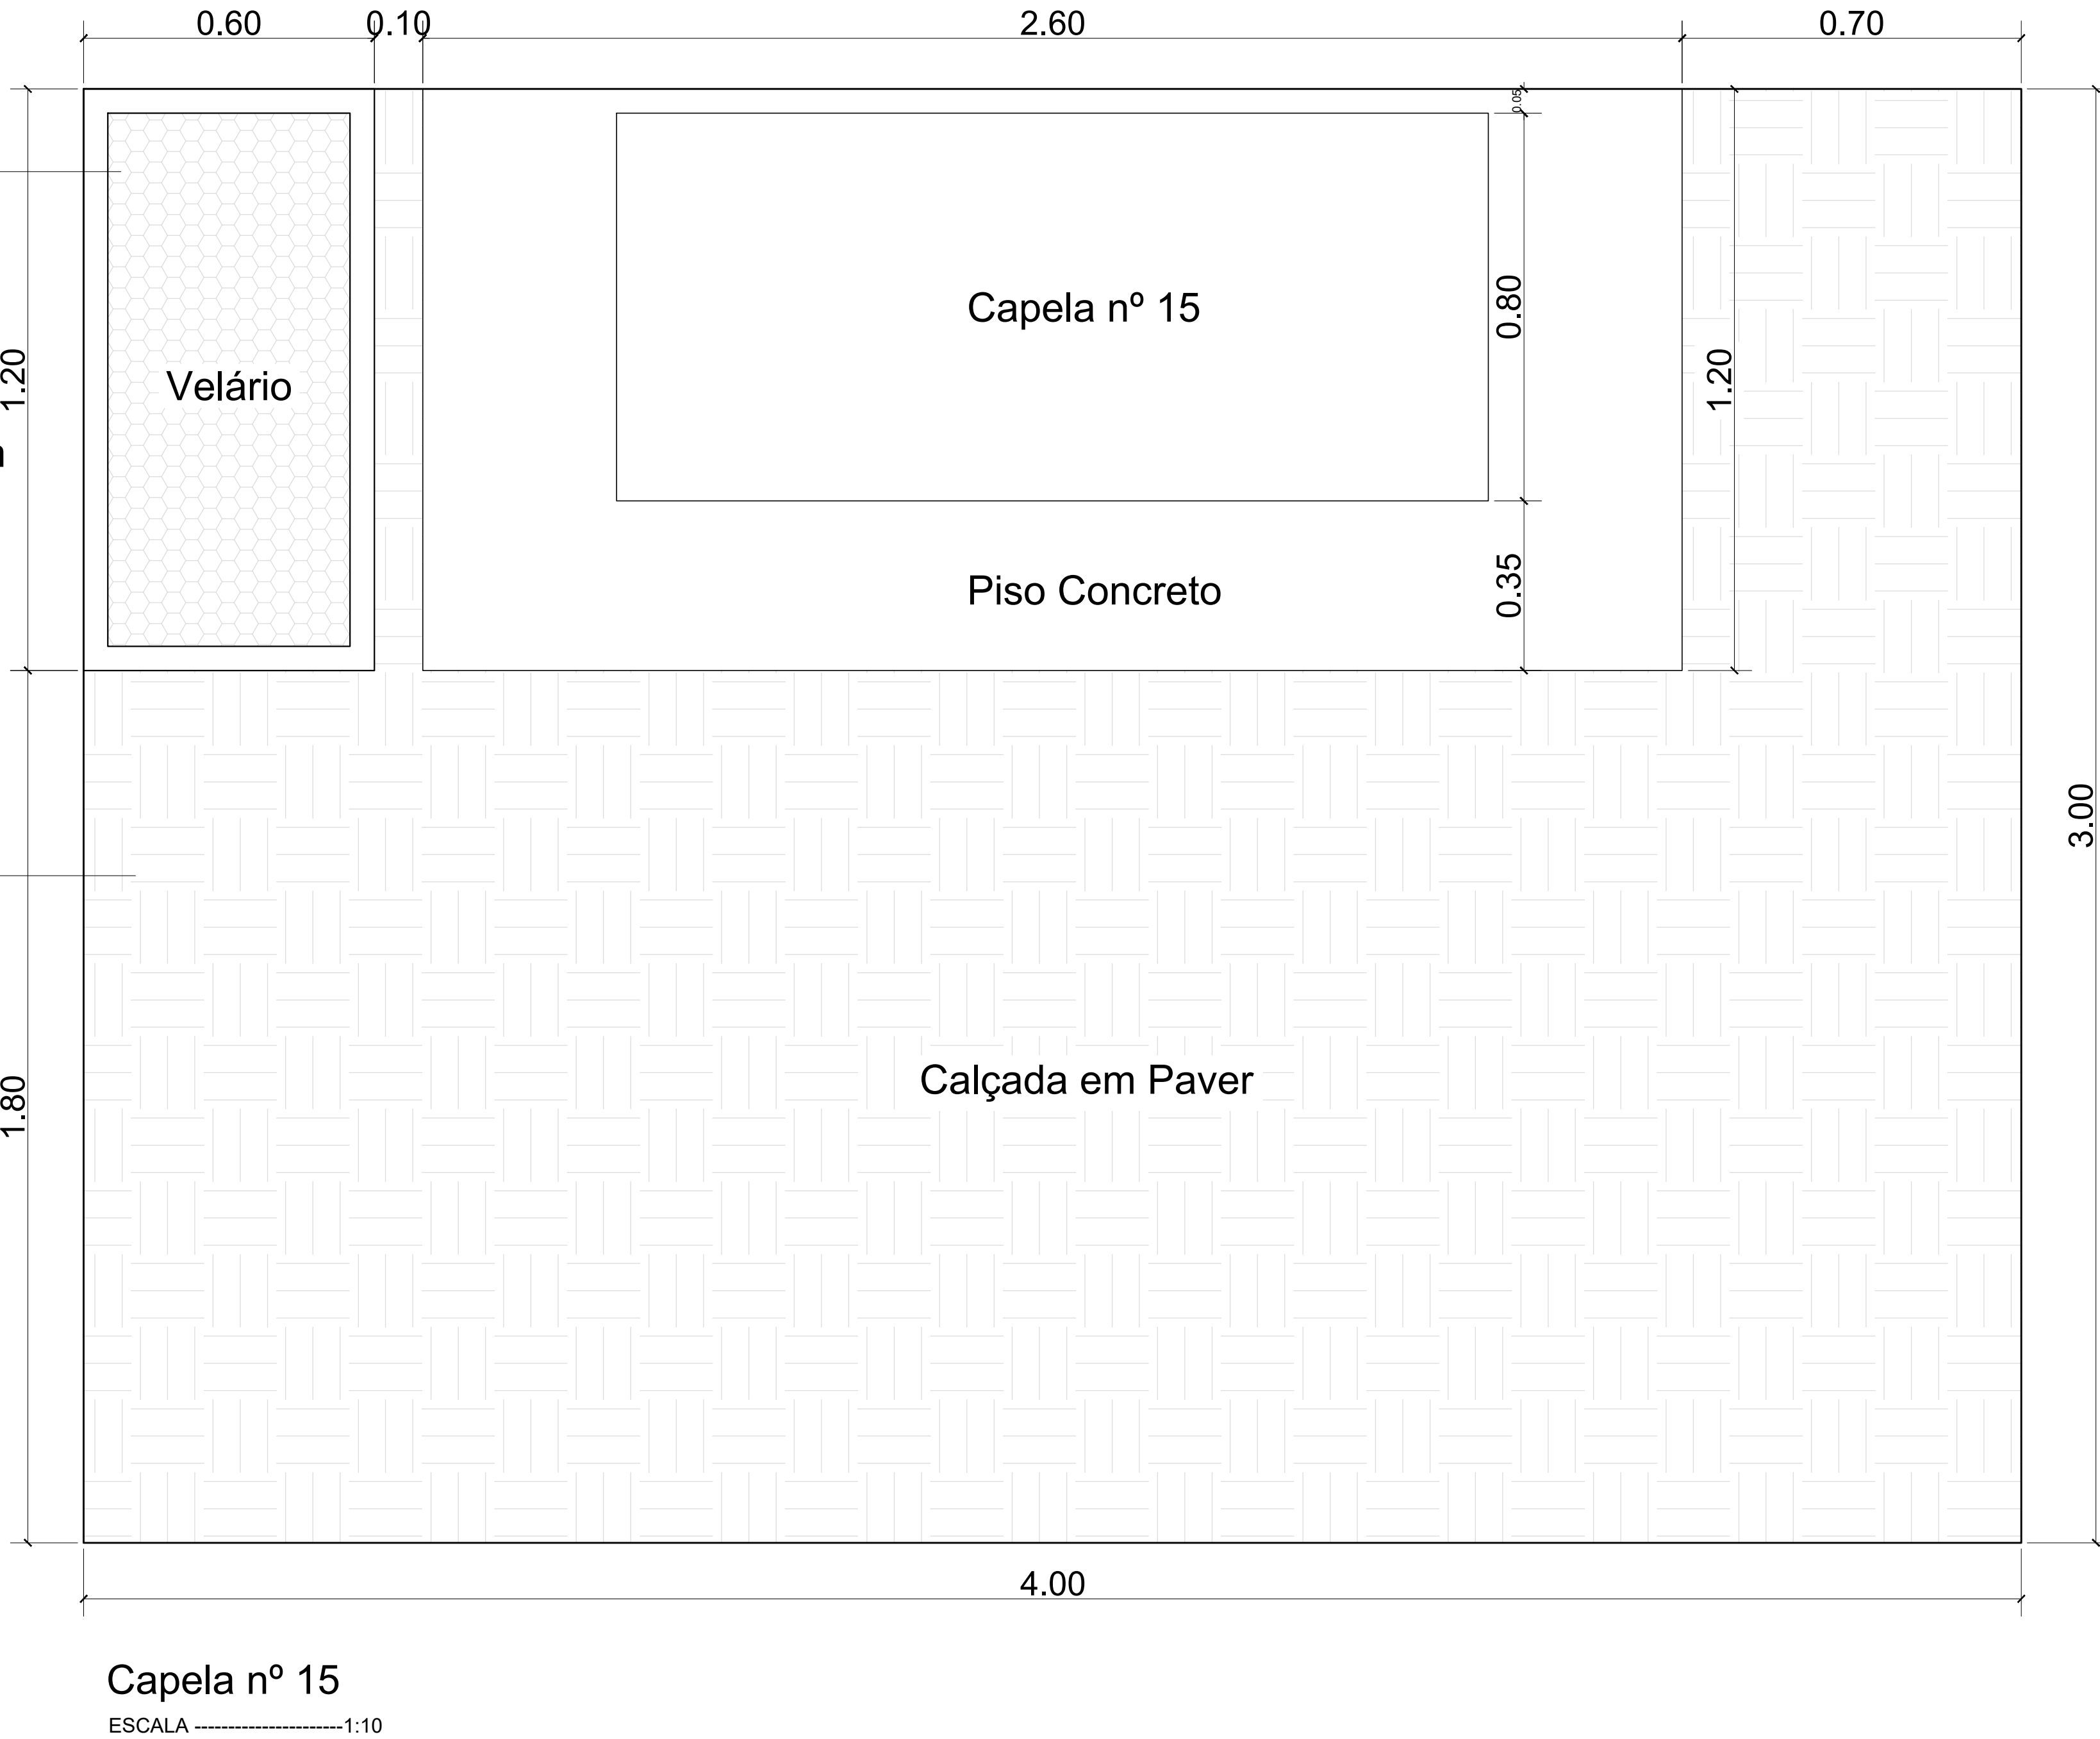 0.60 0.10 2.60 0.70
0.05
Capela nº 15
0.80
1.20
Velário
1.20
Piso Concreto
0.35
3.00
Calçada em Paver
1.80
4.00
Capela nº 15
ESCALA ----------------------1:10